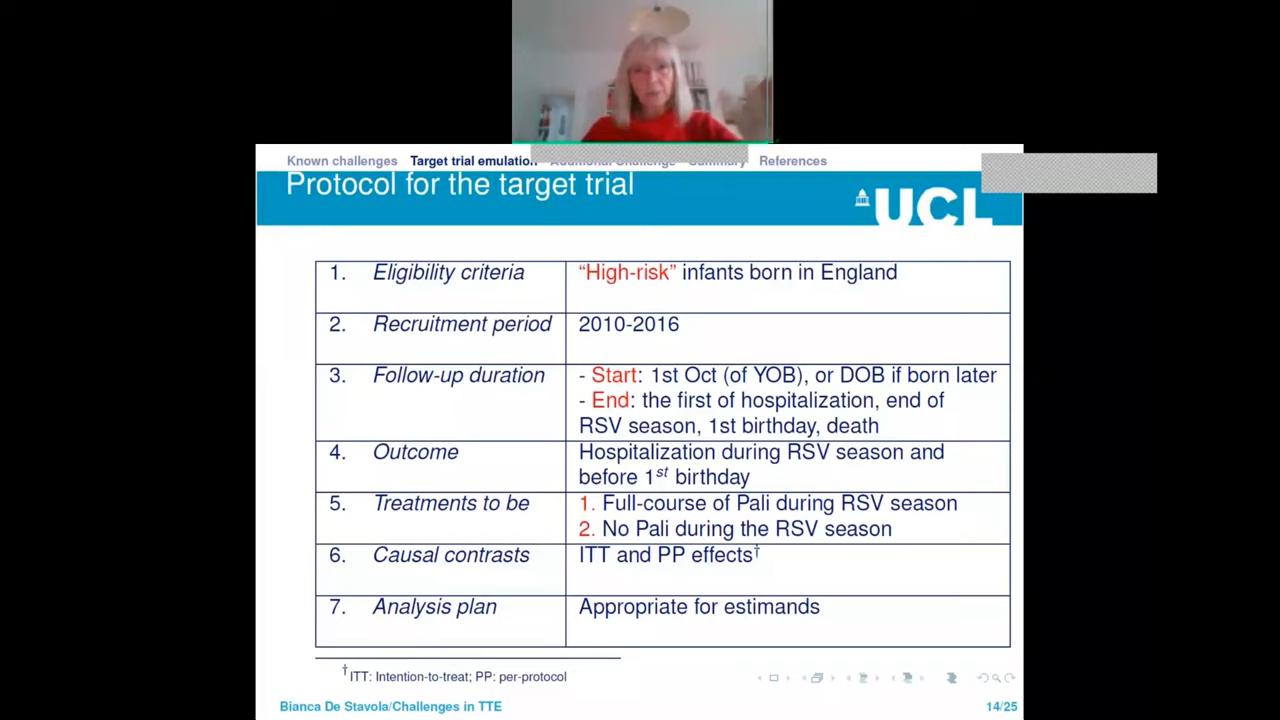 Known challenges Target trial emulation Additional Challenge Summary References
Protocol for the target trial
UCL
1. Eligibility criteria "High-risk" infants born in England
2. Recruitment period 2010-2016
3. Follow-up duration - Start: 1st Oct (of YOB), or DOB if born later
- End: the first of hospitalization, end of
RSV season, 1st birthday, death
4. Outcome Hospitalization during RSV season and
before 1st birthday
5. Treatments to be 1. Full-course of Pali during RSV season
2. No Pali during the RSV season
6. Causal contrasts ITT and PP effects†
7. Analysis plan Appropriate for estimands
†ITT: Intention-to-treat; PP: per-protocol
Bianca De Stavola/Challenges in TTE 14/25